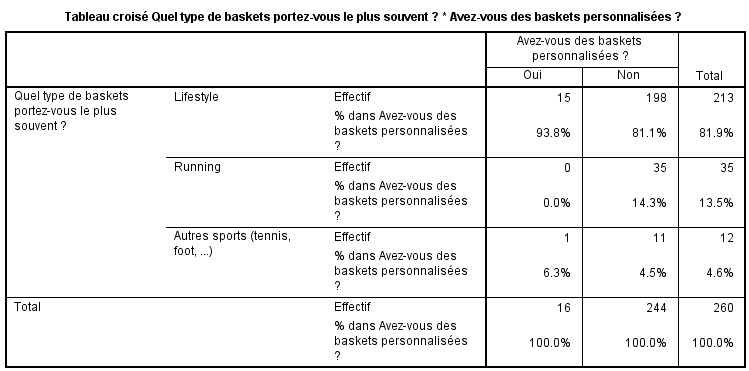 Tableau croisé Quel type de baskets portez-vous le plus souvent ? * Avez-vous des baskets personnalisées ?
Avez-vous des baskets
personnalisées ?
Oui Non Total
Quel type de baskets
portez-vous le plus
souvent ?
Lifestyle Effectif 15 198 213
% dans Avez-vous des
baskets personnalisées
?
93.8% 81.1% 81.9%
Running Effectif 0 35 35
% dans Avez-vous des
baskets personnalisées
?
0.0% 14.3% 13.5%
Autres sports (tennis,
foot, ...)
Effectif 1 11 12
% dans Avez-vous des
baskets personnalisées
?
6.3% 4.5% 4.6%
Total Effectif 16 244 260
% dans Avez-vous des
baskets personnalisées
?
100.0% 100.0% 100.0%